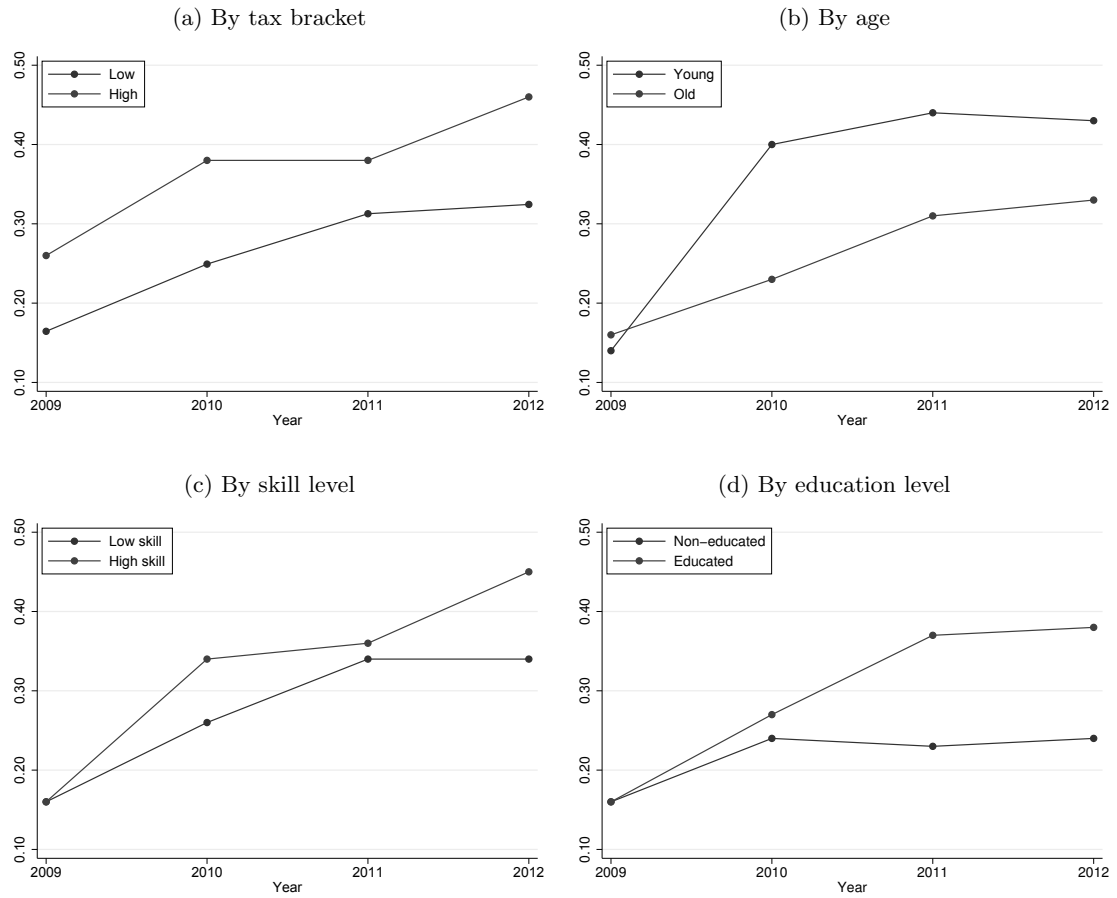 (a) By tax bracket
0.50
0.40
0.30
0.20
0.10
Low
High
2009 2010 2011 2012
Year
(b) By age
0.50
0.40
0.30
0.20
0.10
Young
Old
2009 2010 2011 2012
Year
(c) By skill level
0.50
0.40
0.30
0.20
0.10
Low skill
High skill
2009 2010 2011 2012
Year
(d) By education level
0.50
0.40
0.30
0.20
0.10
Non−educated
Educated
2009 2010 2011 2012
Year